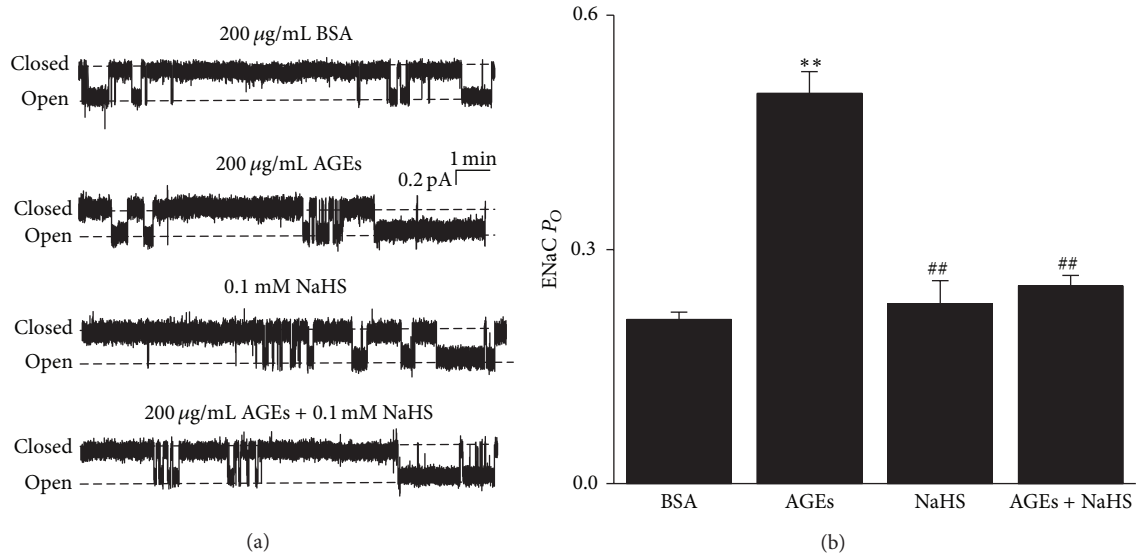 200 μg/mL BSA
Closed
Open
200 μg/mL AGEs
1 min
0.2 pA
Closed
Open
0.1 mM NaHS
Closed
Open
200 μg/mL AGEs + 0.1 mM NaHS
Closed
Open
(a)
0.6
**
0.3
##
##
ENaC PO
0.0
BSA
AGEs
NaHS
AGEs + NaHS
(b)